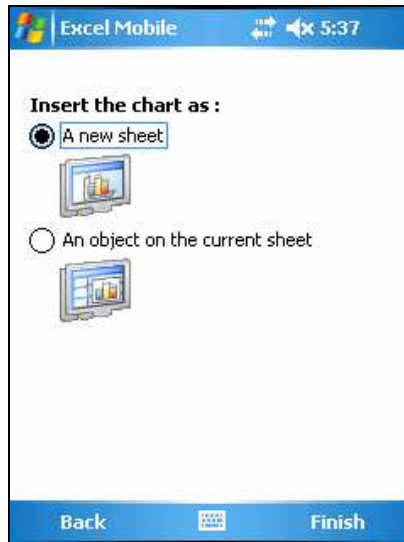 Excel Mobile 5:37
Insert the chart as :
A new sheet
An object on the current sheet
Back Finish